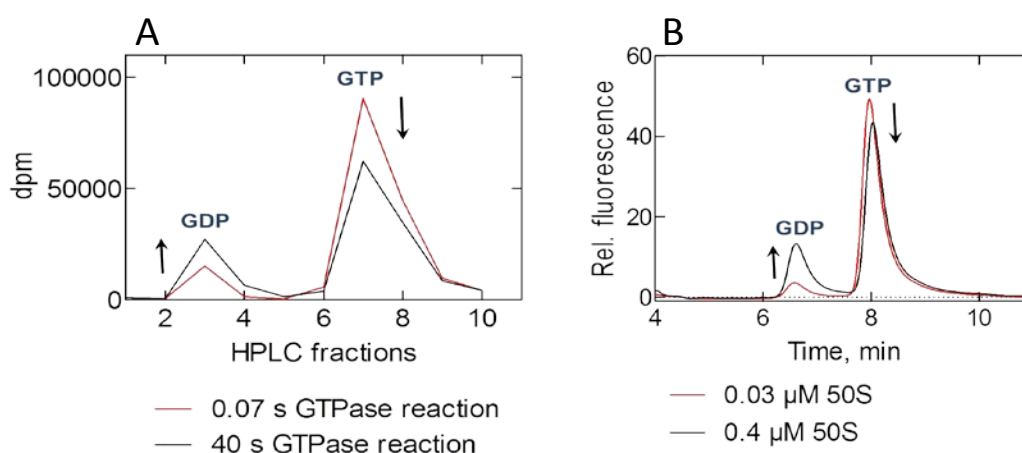 A
100000
50000
0
dpm
GDP
GTP
2
4
6
8
10
HPLC fractions
0.07 s GTPase reaction
40 s GTPase reaction
B
60
40
20
0
Rel. fluorescence
GDP
GTP
4
6
8
10
Time, min
0.03 µM 50S
0.4 µM 50S